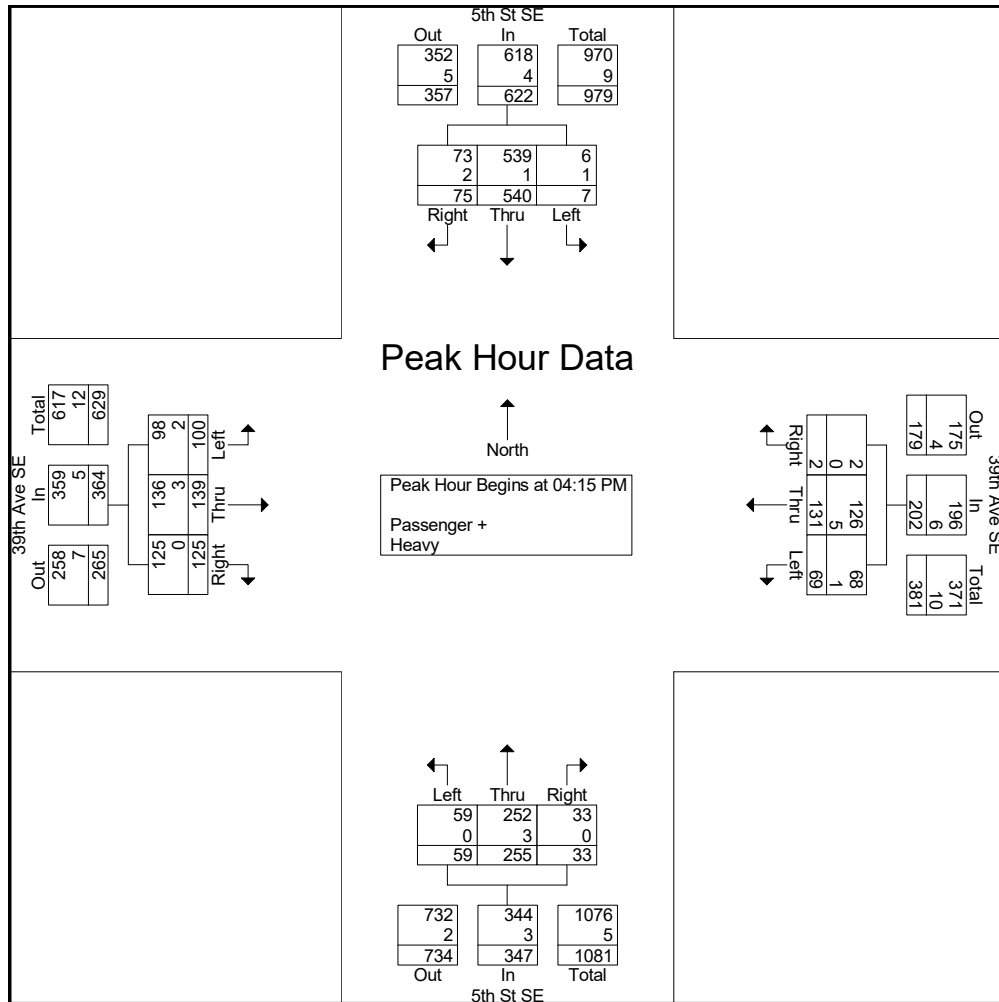 5th St SE
Out In Total
352 618 970
5 4 9
357 622 979
73 539 6
2 1 1
75 540 7
Right Thru Left
Peak Hour Data
North
Peak Hour Begins at 04:15 PM
Passenger +
Heavy
39th Ave SE
Total In Out
617 359 258
12 5 7
629 364 265
98 136 125
2 3 0
100 139 125
Left Thru Right
39th Ave SE
Out In Total
175 196 371
4 6 10
179 202 381
2 126 68
0 5 1
2 131 69
Right Thru Left
Left Thru Right
59 252 33
0 3 0
59 255 33
732 344 1076
2 3 5
734 347 1081
Out In Total
5th St SE